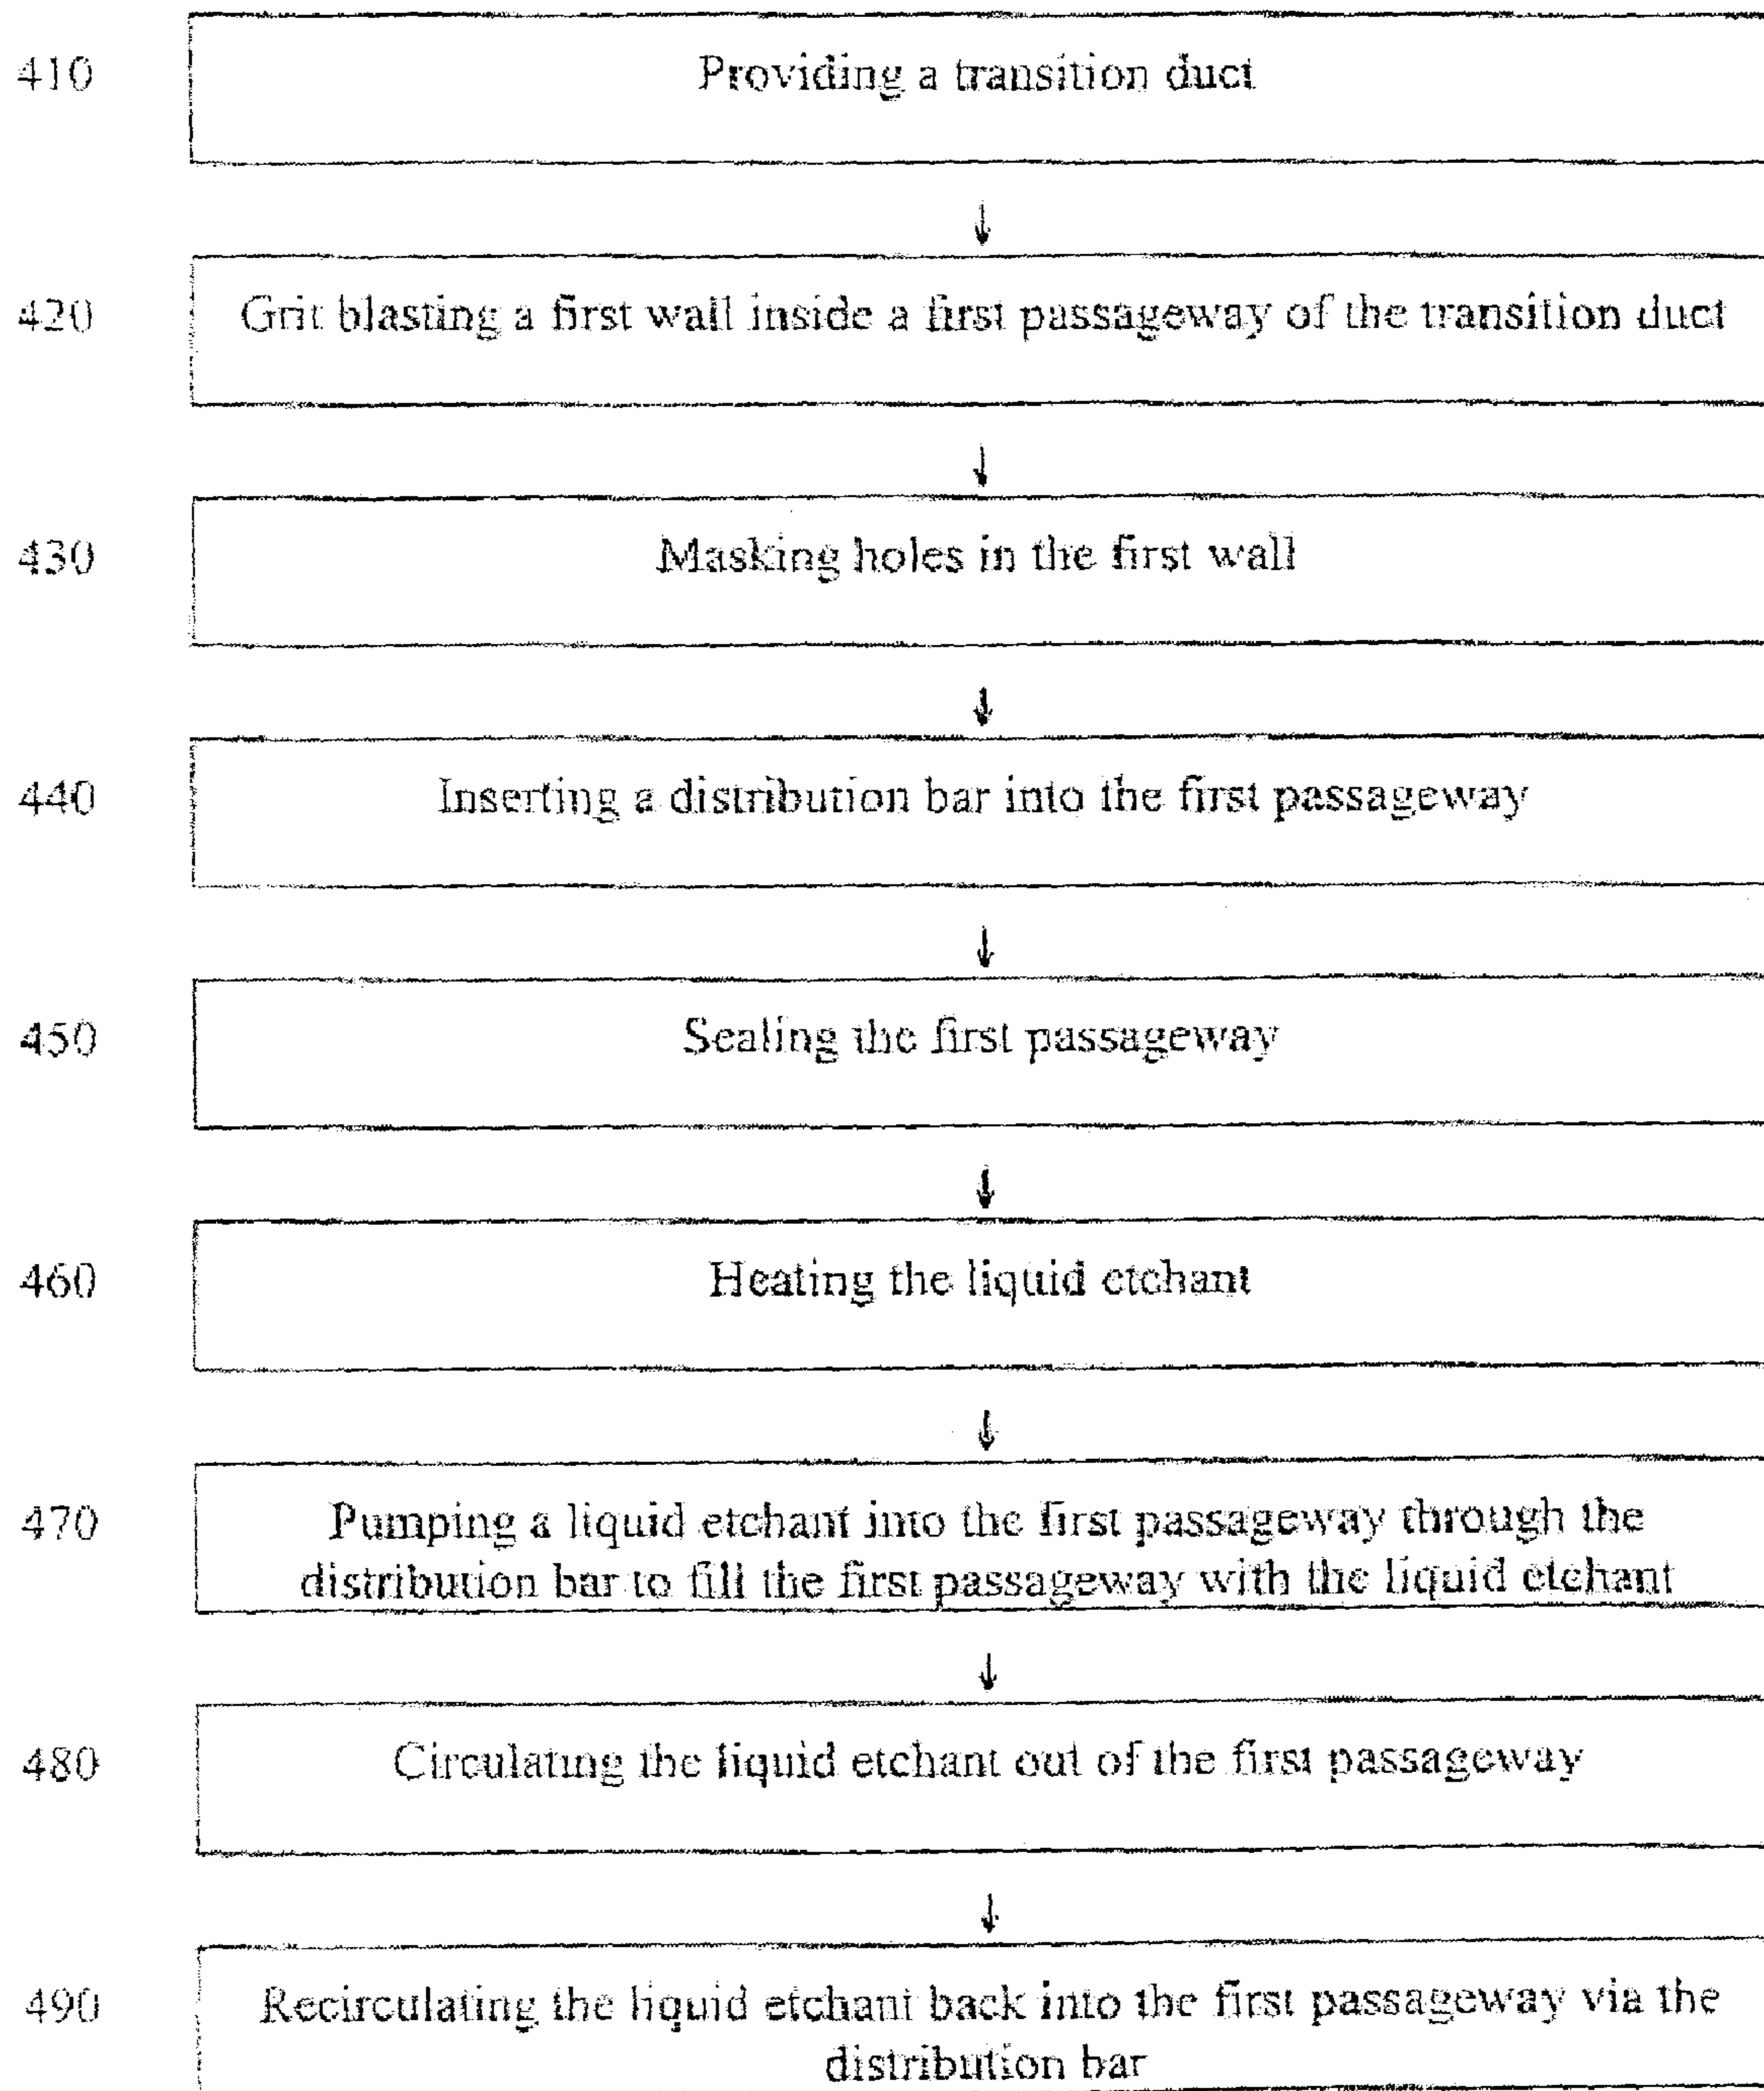 410 Providing a transition duct
420 Grit blasting a first wall inside a first passageway of the transition duct
430 Masking holes in the first wall
440 Inserting a distribution bar into the first passageway
450 Sealing the first passageway
460 Heating the liquid etchant
470 Pumping a liquid etchant into the first passageway through the
distribution bar to fill the first passageway with the liquid etchant
480 Circulating the liquid etchant out of the first passageway
490 Recirculating the liquid etchant back into the first passageway via the
distribution bar